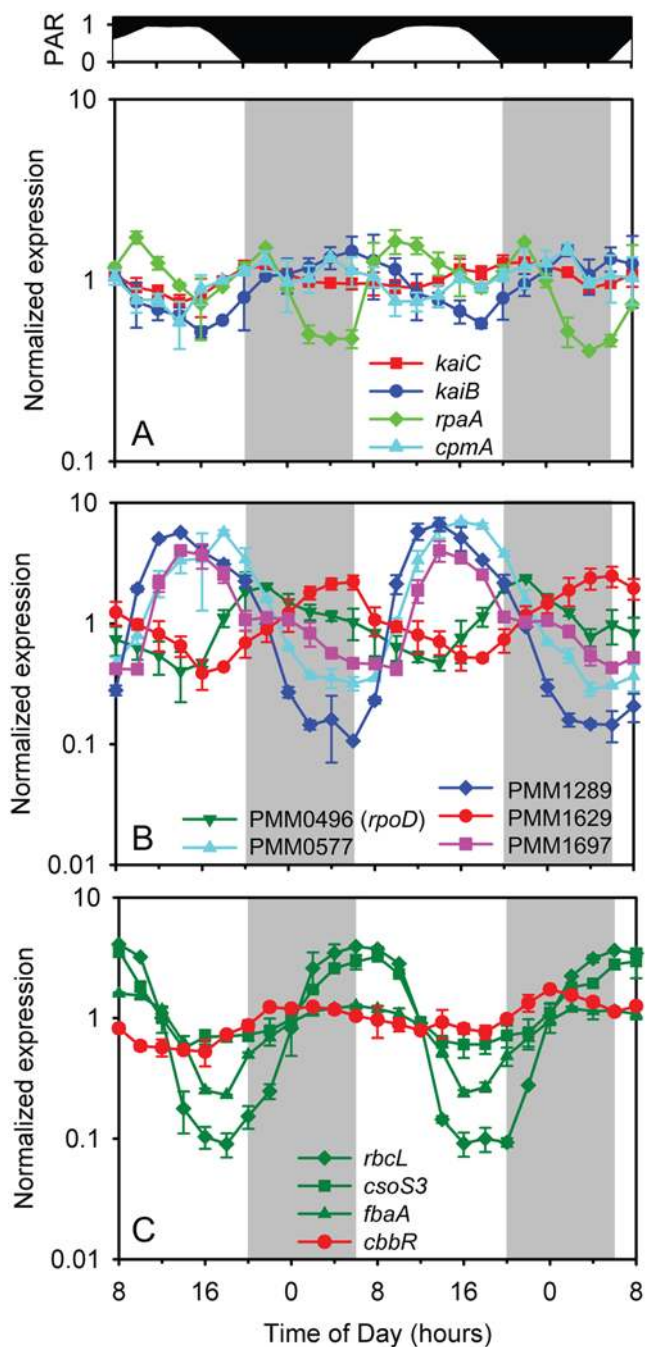 PAR
1
0
Normalized expression
10
1
0.1
A
kaiC
kaiB
rpaA
cpmA
Normalized expression
10
1
0.1
0.01
B
PMM0496 (rpoD)
PMM0577
PMM1289
PMM1629
PMM1697
Normalized expression
10
1
0.1
0.01
C
rbcL
csoS3
fbaA
cbbR
8 16 0 8 16 0 8
Time of Day (hours)